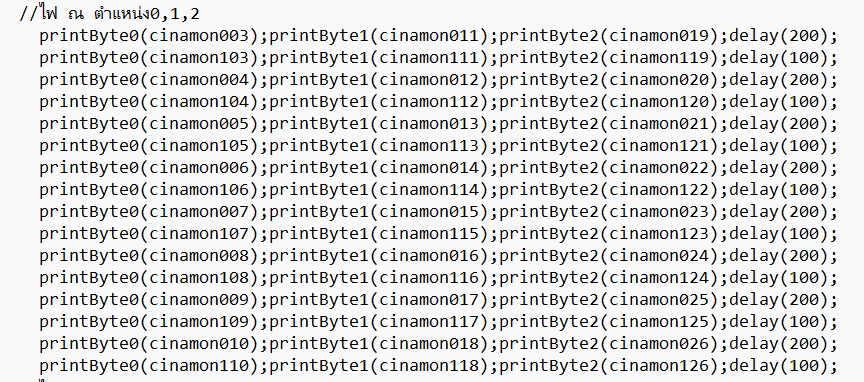 //ไฟ ณ ตำแหน่ง0,1,2
printByte0(cinamon003);printByte1(cinamon011);printByte2(cinamon019);delay(200);
printByte0(cinamon103);printByte1(cinamon111);printByte2(cinamon119);delay(100);
printByte0(cinamon004);printByte1(cinamon012);printByte2(cinamon020);delay(200);
printByte0(cinamon104);printByte1(cinamon112);printByte2(cinamon120);delay(100);
printByte0(cinamon005);printByte1(cinamon013);printByte2(cinamon021);delay(200);
printByte0(cinamon105);printByte1(cinamon113);printByte2(cinamon121);delay(100);
printByte0(cinamon006);printByte1(cinamon014);printByte2(cinamon022);delay(200);
printByte0(cinamon106);printByte1(cinamon114);printByte2(cinamon122);delay(100);
printByte0(cinamon007);printByte1(cinamon015);printByte2(cinamon023);delay(200);
printByte0(cinamon107);printByte1(cinamon115);printByte2(cinamon123);delay(100);
printByte0(cinamon008);printByte1(cinamon016);printByte2(cinamon024);delay(200);
printByte0(cinamon108);printByte1(cinamon116);printByte2(cinamon124);delay(100);
printByte0(cinamon009);printByte1(cinamon017);printByte2(cinamon025);delay(200);
printByte0(cinamon109);printByte1(cinamon117);printByte2(cinamon125);delay(100);
printByte0(cinamon010);printByte1(cinamon018);printByte2(cinamon026);delay(200);
printByte0(cinamon110);printByte1(cinamon118);printByte2(cinamon126);delay(100);